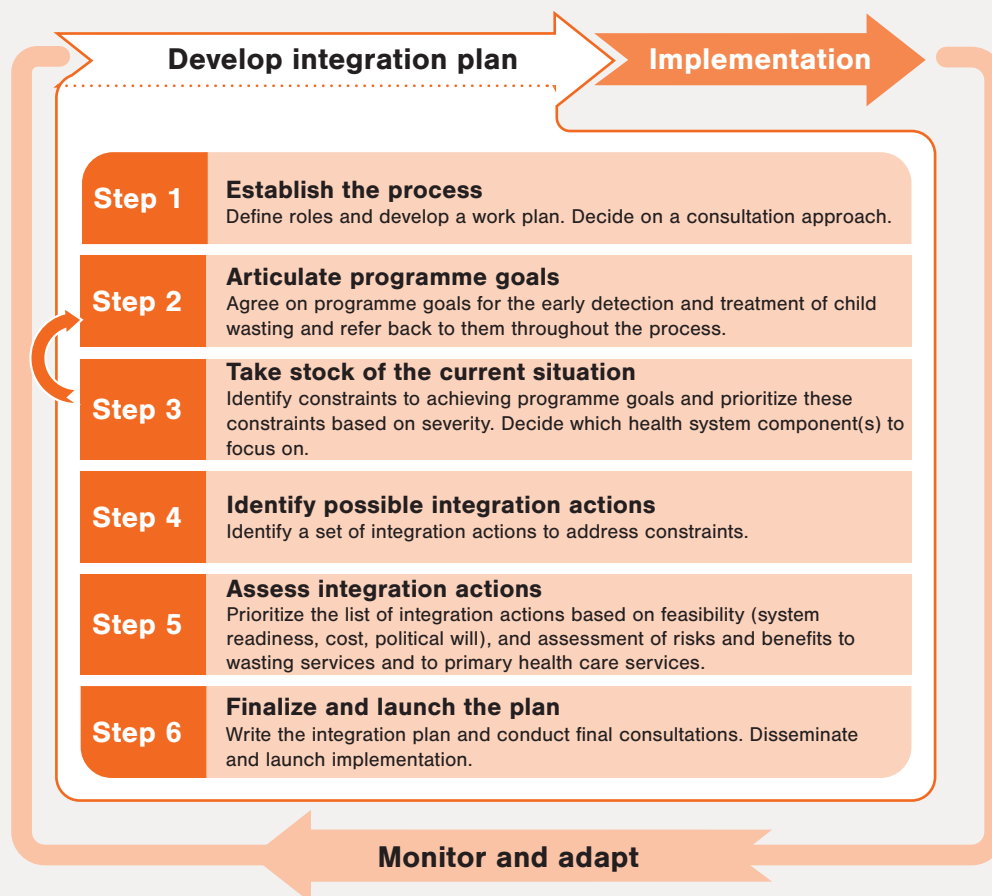 Develop integration plan
Implementation
Step 1
Establish the process
Define roles and develop a work plan. Decide on a consultation approach.
Step 2
Articulate programme goals
Agree on programme goals for the early detection and treatment of child
wasting and refer back to them throughout the process.
Step 3
Take stock of the current situation
Identify constraints to achieving programme goals and prioritize these
constraints based on severity. Decide which health system component(s) to
focus on.
Step 4
Identify possible integration actions
Identify a set of integration actions to address constraints.
Step 5
Assess integration actions
Prioritize the list of integration actions based on feasibility (system
readiness, cost, political will), and assessment of risks and benefits to
wasting services and to primary health care services.
Step 6
Finalize and launch the plan
Write the integration plan and conduct final consultations. Disseminate
and launch implementation.
Monitor and adapt